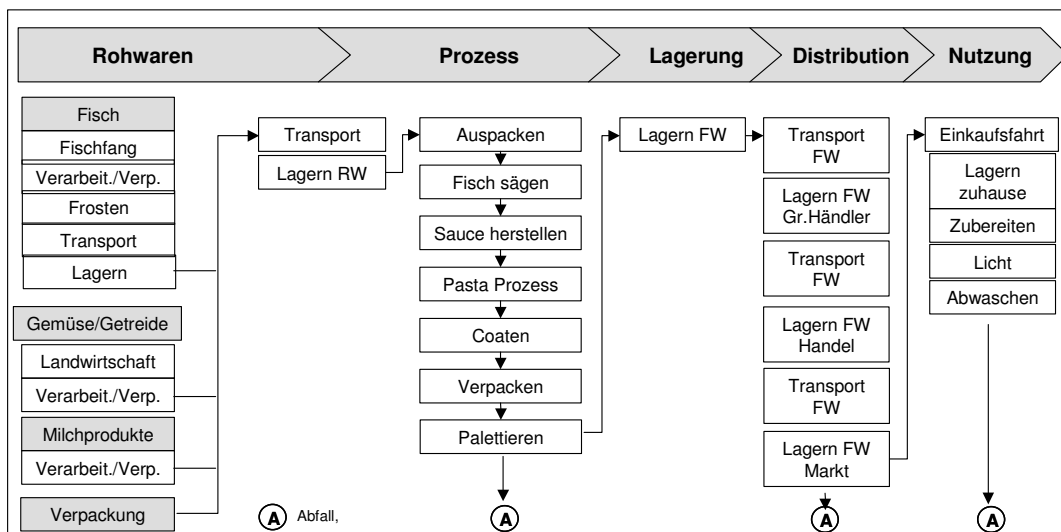 Rohwaren
Prozess
Lagerung
Distribution
Nutzung
Fisch
Fischfang
Verarbeit./Verp.
Frosten
Transport
Lagern
Gemüse/Getreide
Landwirtschaft
Verarbeit./Verp.
Milchprodukte
Verarbeit./Verp.
Verpackung
Transport
Lagern RW
A Abfall,
Auspacken
Fisch sägen
Sauce herstellen
Pasta Prozess
Coaten
Verpacken
Palettieren
A
Lagern FW
Transport
FW
Lagern FW
Gr.Händler
Transport
FW
Lagern FW
Handel
Transport
FW
Lagern FW
Markt
A
Einkaufsfahrt
Lagern
zuhause
Zubereiten
Licht
Abwaschen
A